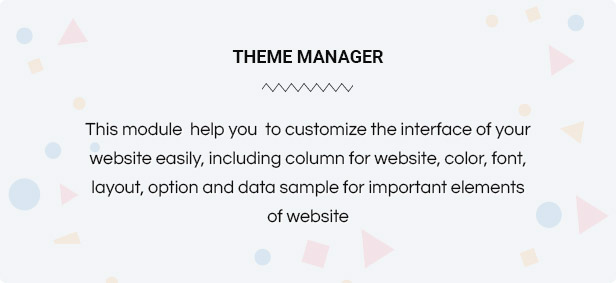 THEME MANAGER
This module  help you  to customize the interface of your
website easily, including column for website, color, font,
layout, option and data sample for important elements
of website